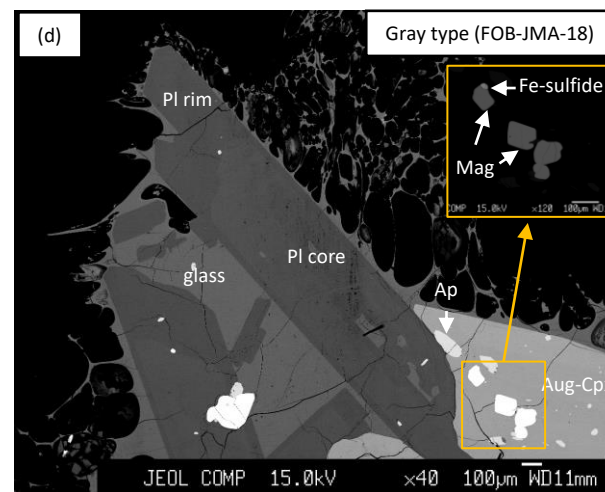 (d)
Gray type (FOB-JMA-18)
Fe-sulfide
Pl rim
Mag
COMP 15.0kV ×120 100μm WD
Pl core
glass
Ap
Aug-Cp
JEOL COMP 15.0kV ×40 100μm WD11mm